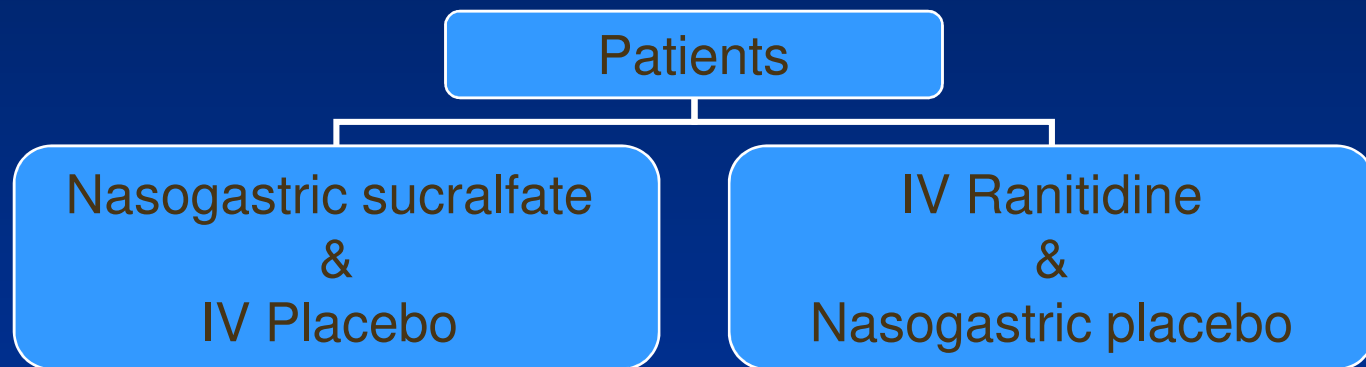 Patients
Nasogastric sucralfate
&
IV Placebo
IV Ranitidine
&
Nasogastric placebo